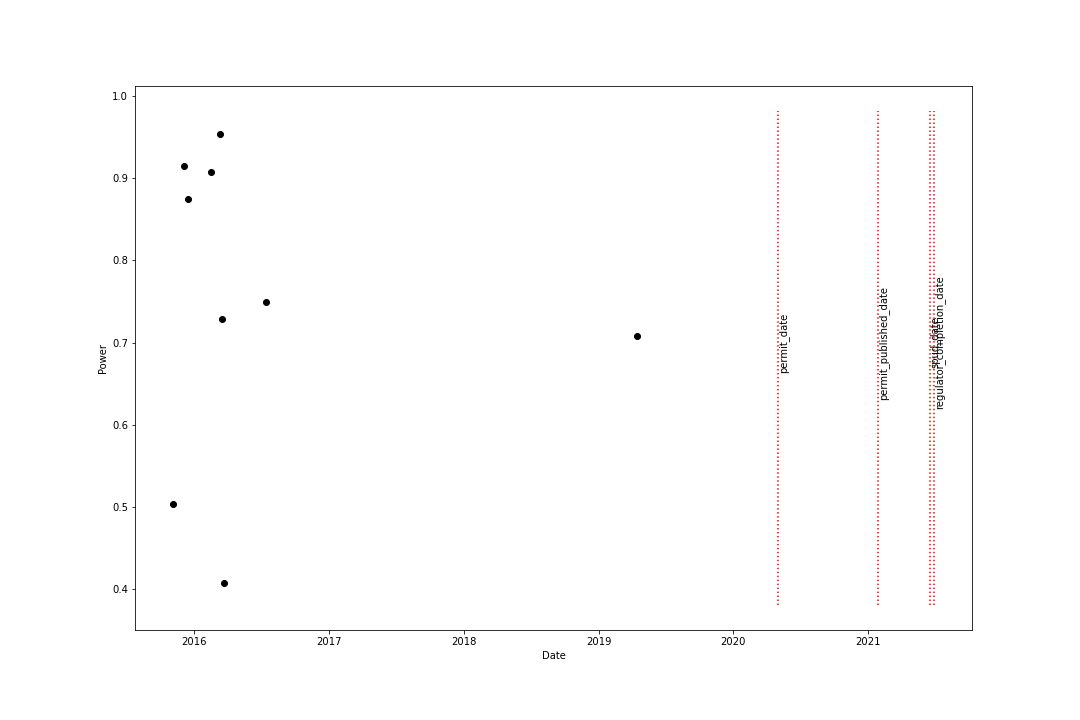 1.0
0.9
0.8
0.7
0.6
0.5
0.4
Power
permit_date
permit_published_date
spud_date
regulator_completion_date
2016
2017
2018
2019
2020
2021
Date